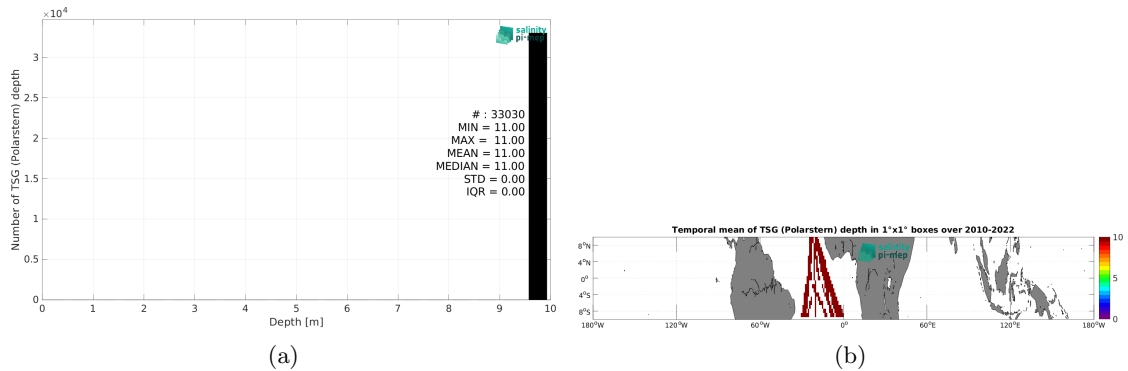 ×10⁴
Number of TSG (Polarstern) depth
3
2.5
2
1.5
1
0.5
0
salinity
pi-mep
# : 33030
MIN = 11.00
MAX = 11.00
MEAN = 11.00
MEDIAN = 11.00
STD = 0.00
IQR = 0.00
0 1 2 3 4 5 6 7 8 9 10
Depth [m]
(a)
Temporal mean of TSG (Polarstern) depth in 1°x1° boxes over 2010-2022
8°N
4°N
0°
4°S
8°S
salinity
pi-mep
180°W 120°W 60°W 0° 60°E 120°E 180°W
10
8
6
4
2
0
(b)